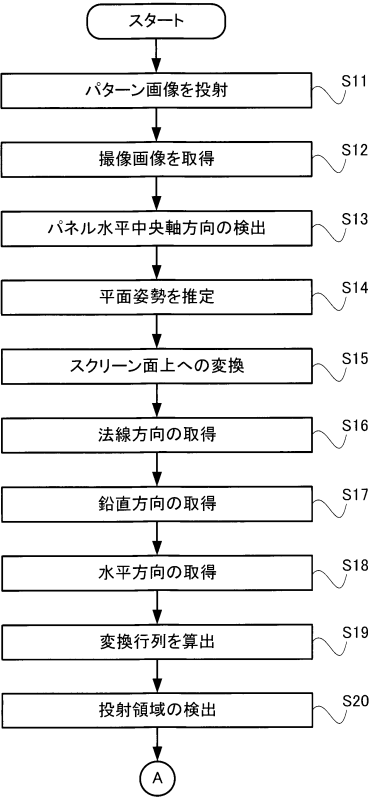 スタート
パターン画像を投射 S11
撮像画像を取得 S12
パネル水平中央軸方向の検出 S13
平面姿勢を推定 S14
スクリーン面上への変換 S15
法線方向の取得 S16
鉛直方向の取得 S17
水平方向の取得 S18
変換行列を算出 S19
投射領域の検出 S20
A